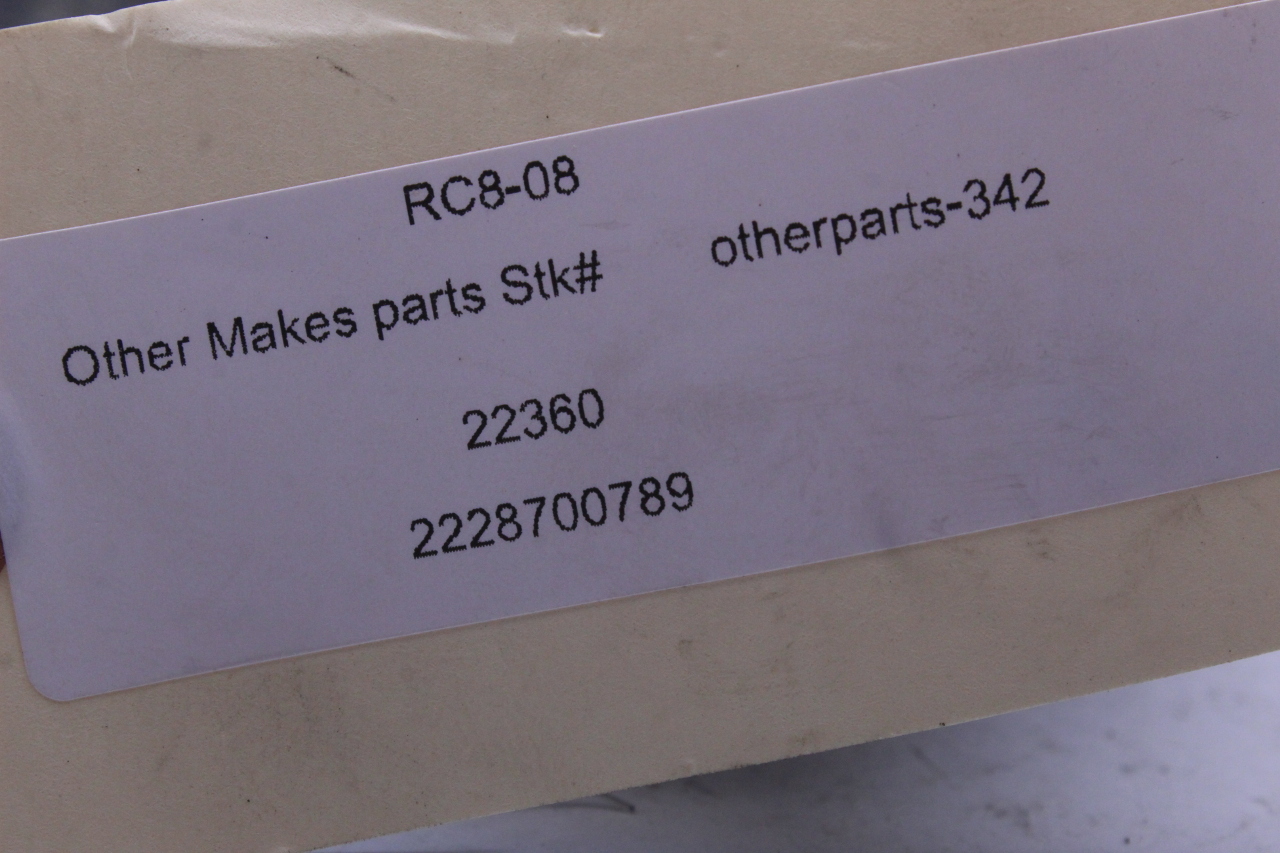 RC8-08
Other Makes parts Stk# otherparts-342
22360
2228700789